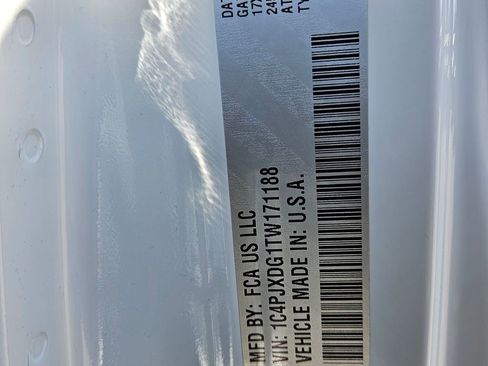 MFD BY: FCA US LLC
VIN: 1C4PJXDG1TW171188
VEHICLE MADE IN: U.S.A.